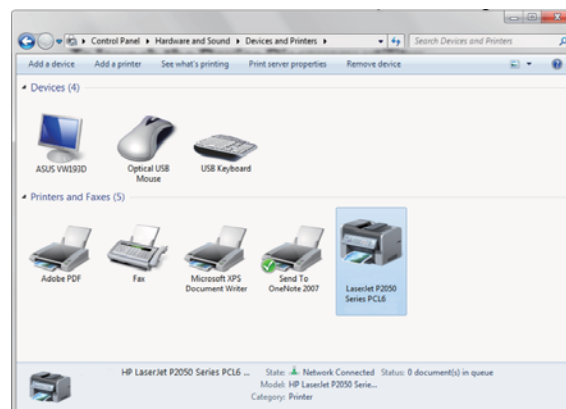 Control Panel ▸ Hardware and Sound ▸ Devices and Printers ▸
Search Devices and Printers
Add a device Add a printer See what's printing Print server properties Remove device
Devices (4)
ASUS VW193D
Optical USB
Mouse
USB Keyboard
Printers and Faxes (5)
Adobe PDF
Fax
Microsoft XPS
Document Writer
Send To
OneNote 2007
LaserJet P2050
Series PCL6
HP LaserJet P2050 Series PCL6 ... State: Network Connected Status: 0 document(s) in queue
Model: HP LaserJet P2050 Serie...
Category: Printer